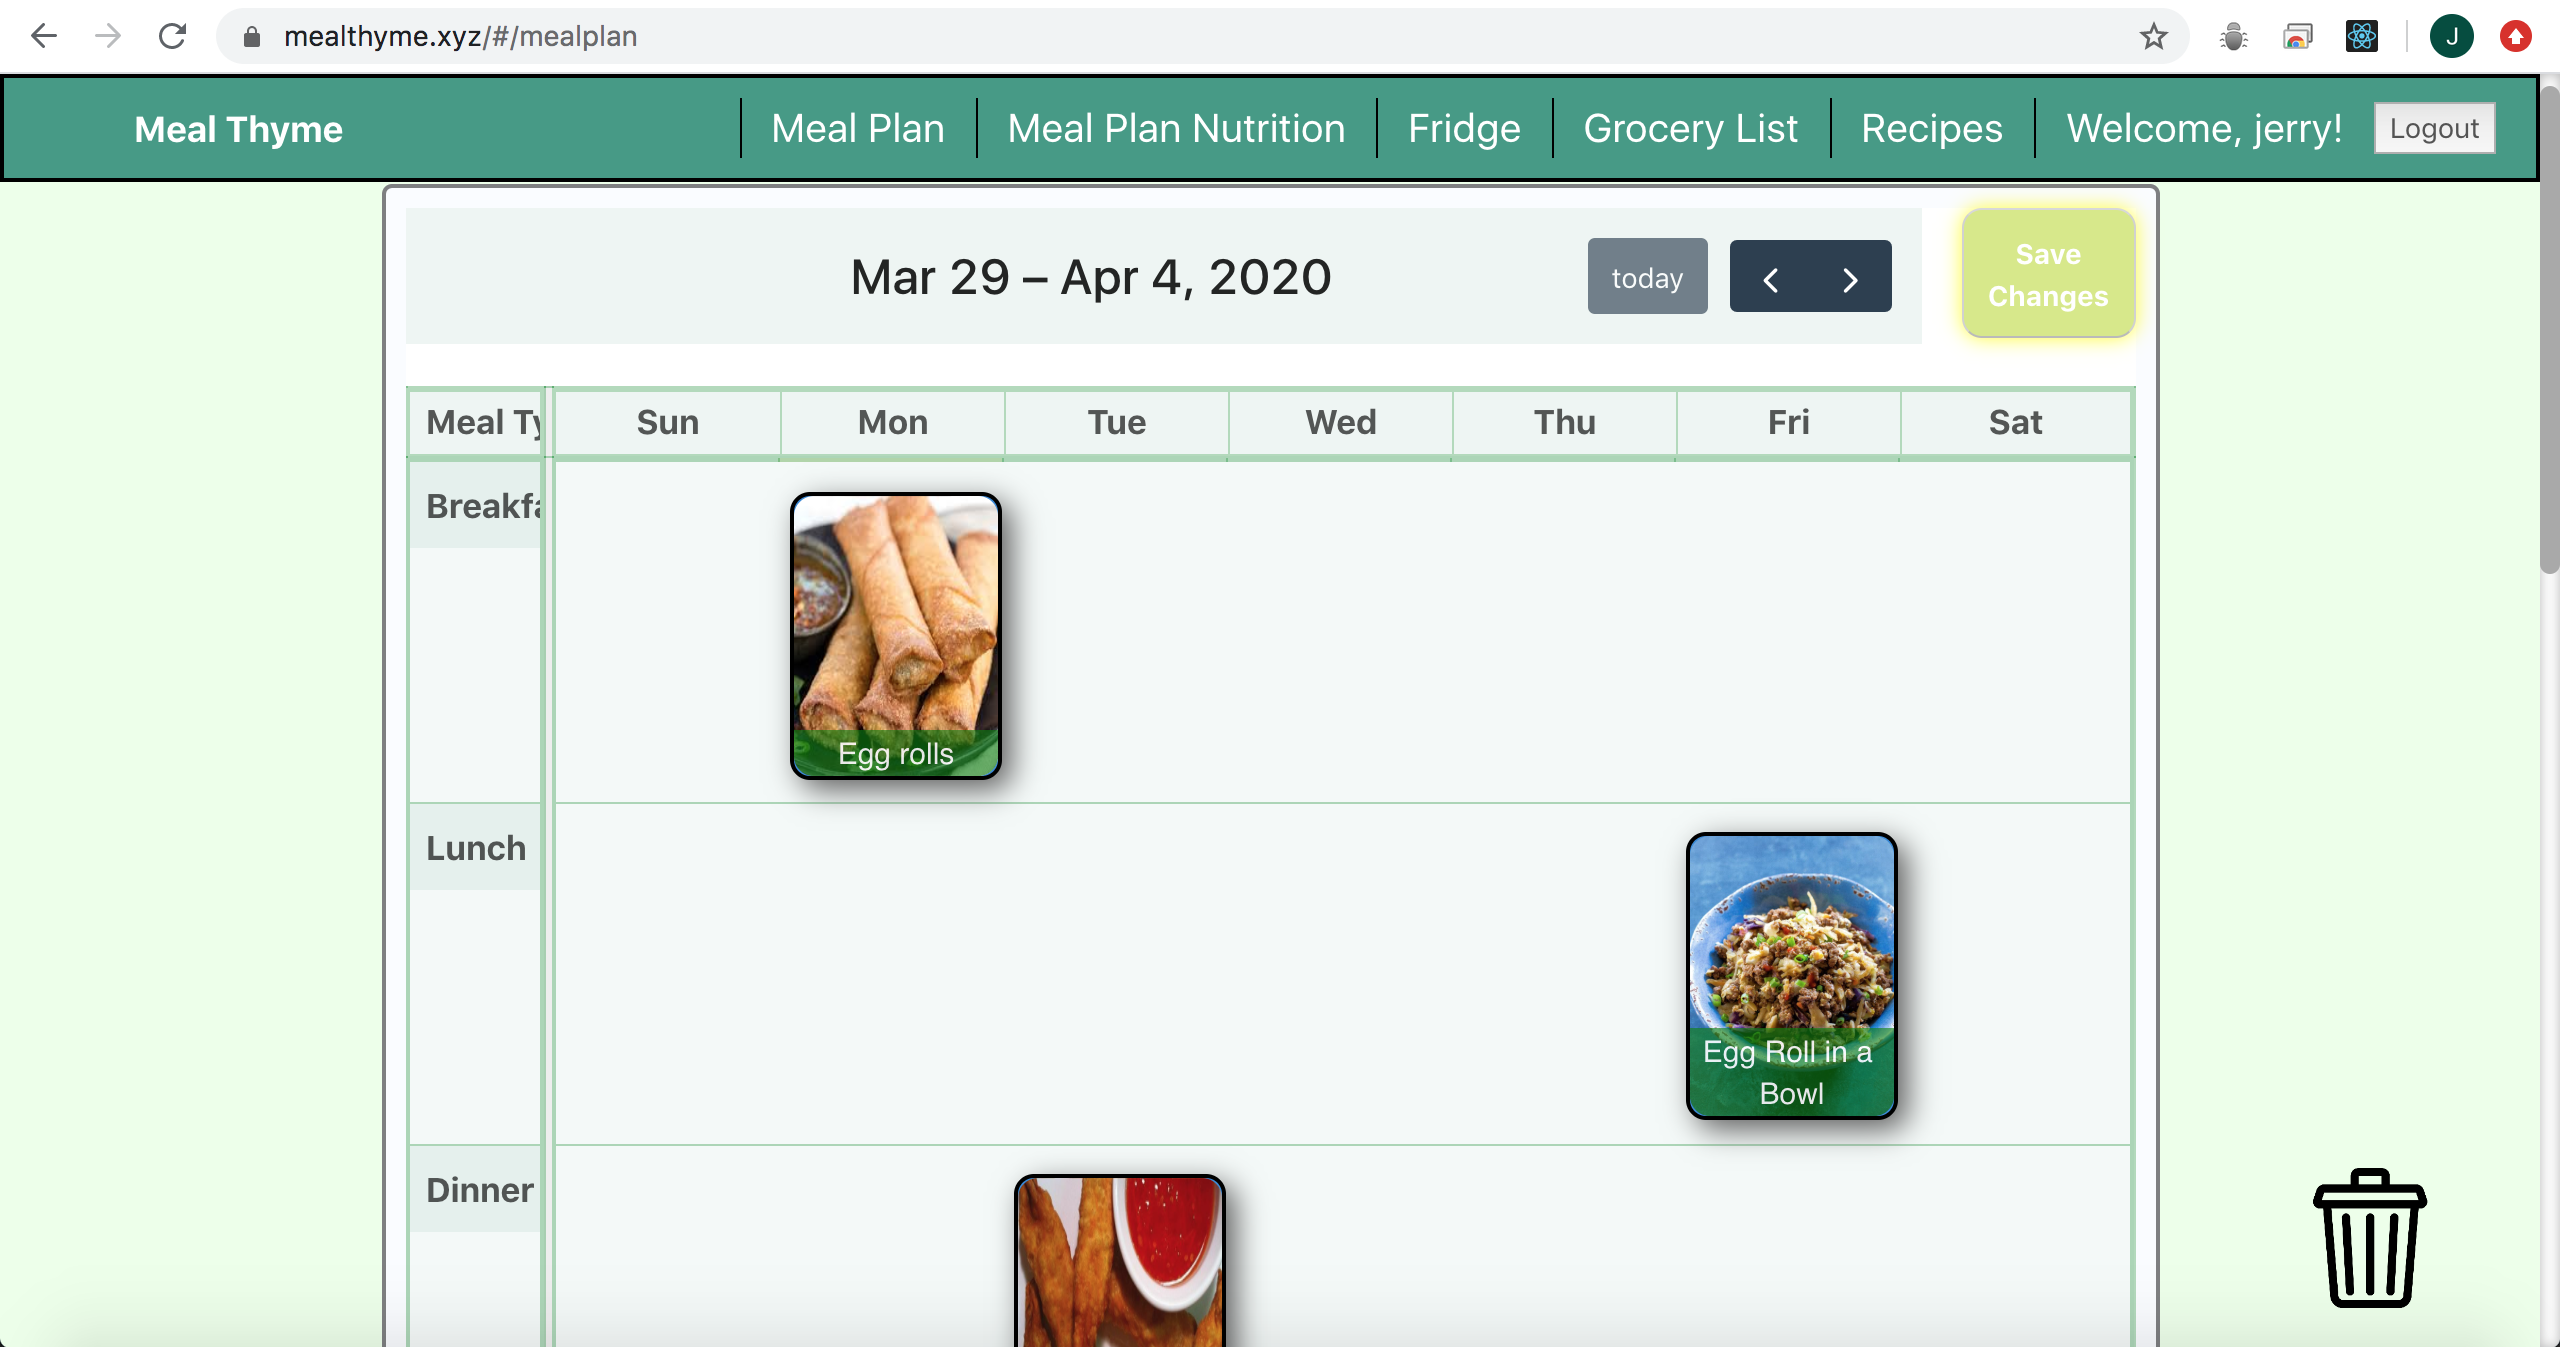 mealthyme.xyz/#/mealplan
J
Meal Thyme
Meal Plan
Meal Plan Nutrition
Fridge
Grocery List
Recipes
Welcome, jerry!
Logout
Mar 29 – Apr 4, 2020
today
Save
Changes
Meal Ty
Sun
Mon
Tue
Wed
Thu
Fri
Sat
Breakfa
Egg rolls
Lunch
Egg Roll in a
Bowl
Dinner